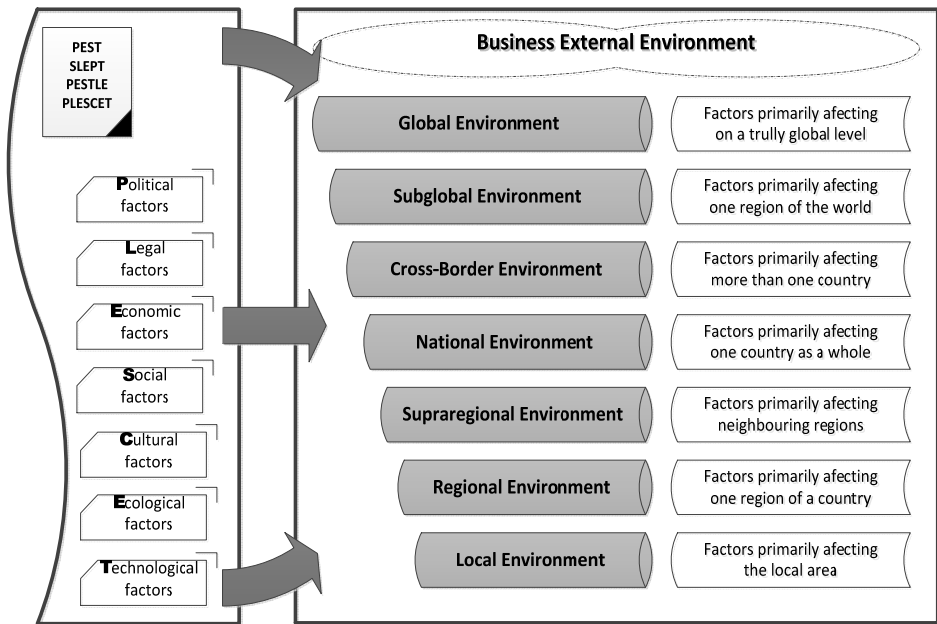 PEST
SLEPT
PESTLE
PLESCET
Political
factors
Legal
factors
Economic
factors
Social
factors
Cultural
factors
Ecological
factors
Technological
factors
Business External Environment
Global Environment
Factors primarily afecting
on a trully global level
Subglobal Environment
Factors primarily afecting
one region of the world
Cross-Border Environment
Factors primarily afecting
more than one country
National Environment
Factors primarily afecting
one country as a whole
Supraregional Environment
Factors primarily afecting
neighbouring regions
Regional Environment
Factors primarily afecting
one region of a country
Local Environment
Factors primarily afecting
the local area